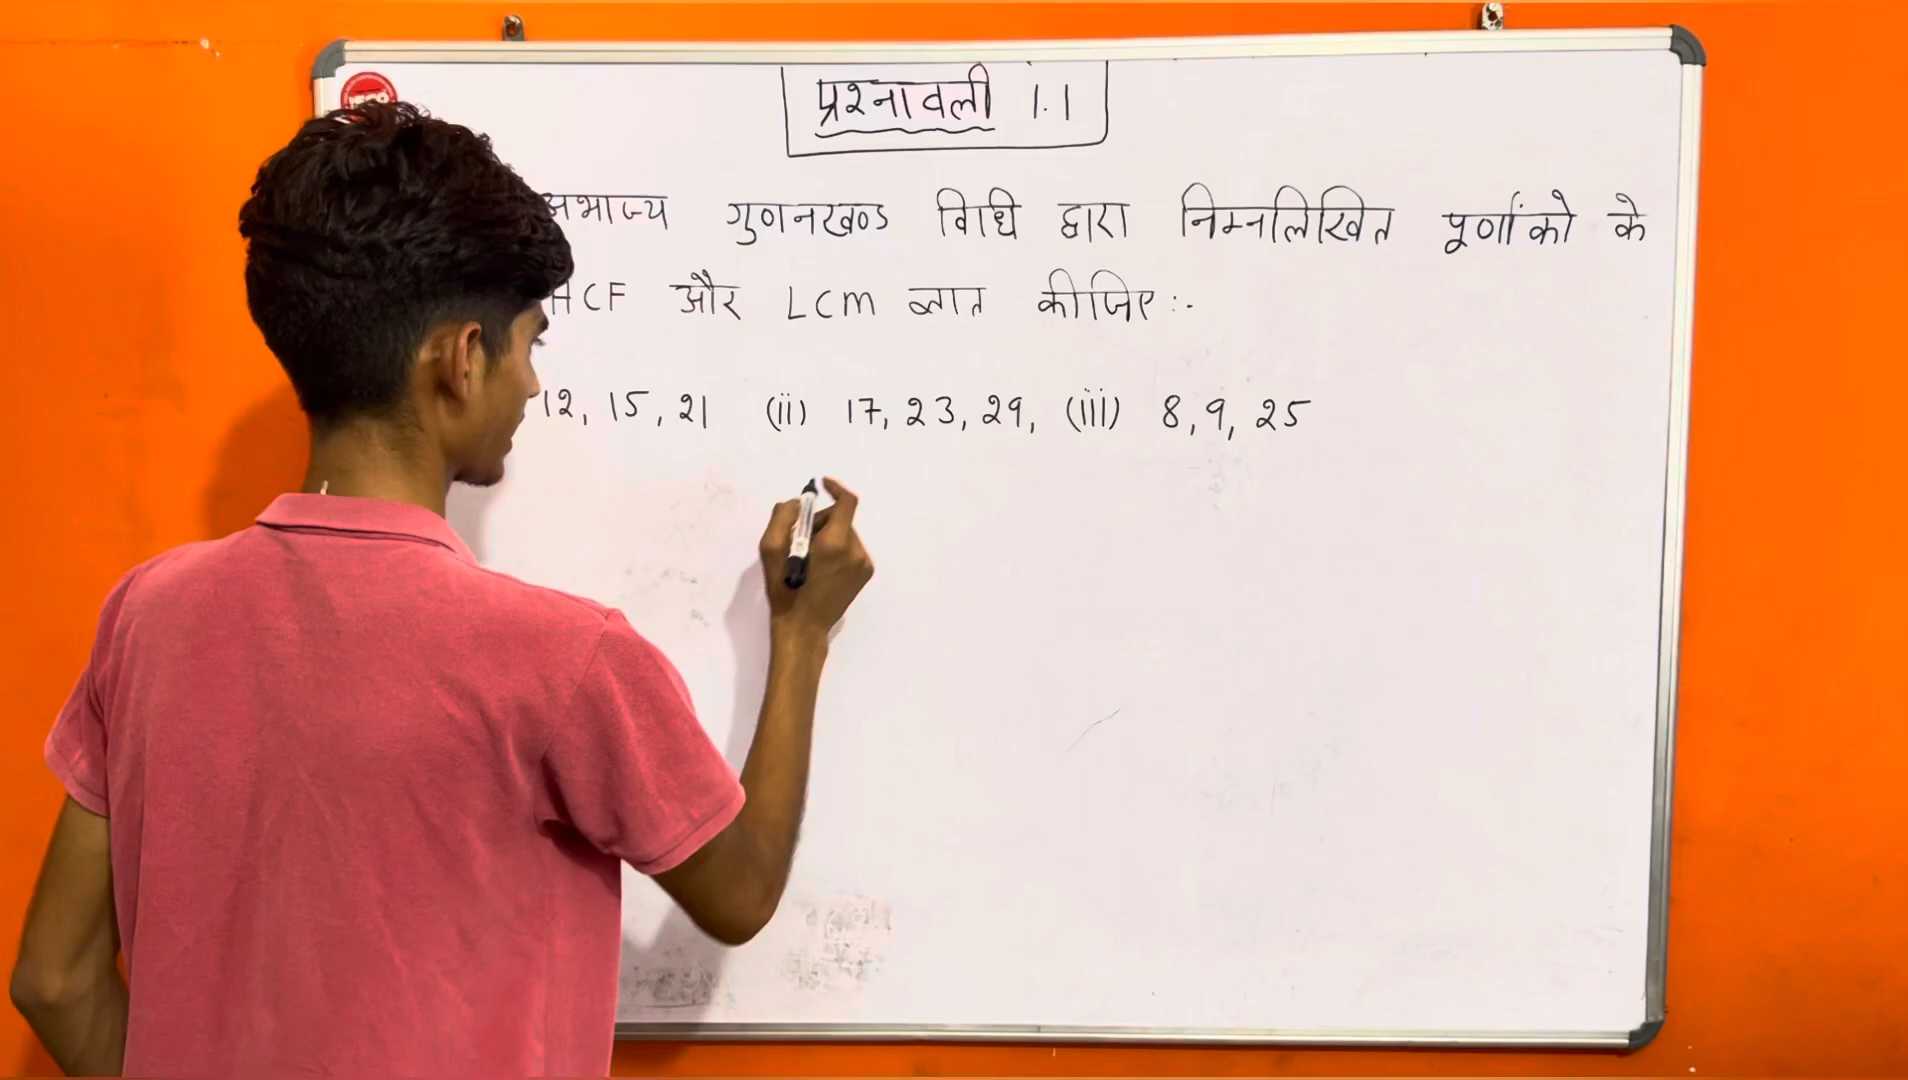 प्रश्नावली 1.1
अभाज्य गुणनखण्ड विधि द्वारा निम्नलिखित पूर्णांको के
HCF और LCM ज्ञात कीजिए :-
12, 15, 21 (ii) 17, 23, 29, (iii) 8, 9, 25